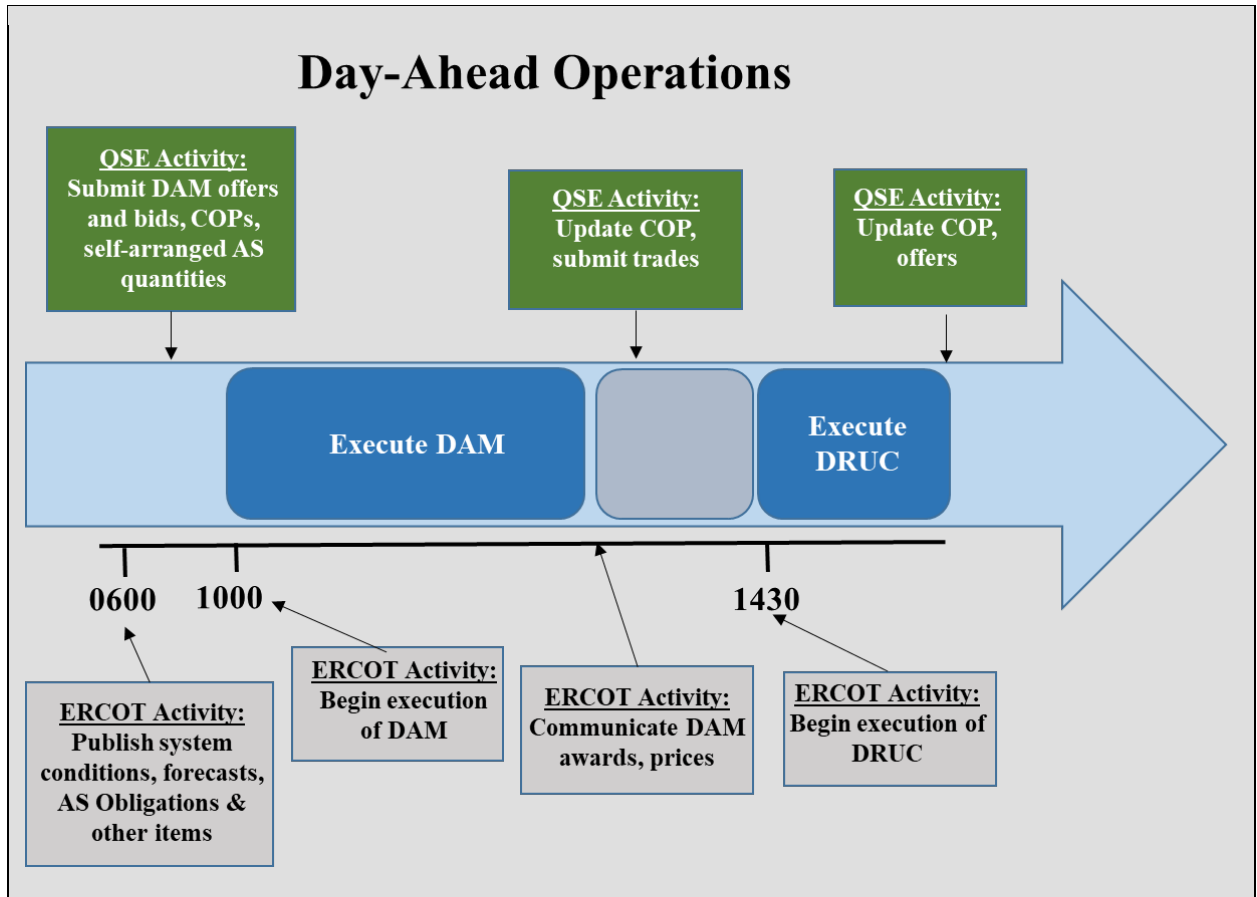 Day-Ahead Operations
QSE Activity:
Submit DAM offers
and bids, COPs,
self-arranged AS
quantities
QSE Activity:
Update COP,
submit trades
QSE Activity:
Update COP,
offers
Execute DAM
Execute
DRUC
0600
1000
1430
ERCOT Activity:
Publish system
conditions, forecasts,
AS Obligations &
other items
ERCOT Activity:
Begin execution
of DAM
ERCOT Activity:
Communicate DAM
awards, prices
ERCOT Activity:
Begin execution of
DRUC